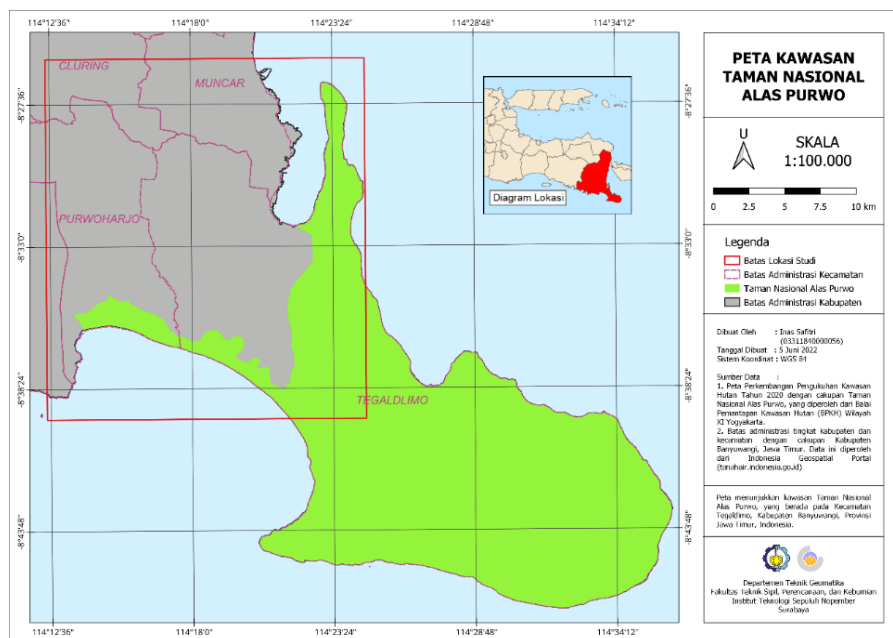 114°12'36" 114°18'0" 114°23'24" 114°28'48" 114°34'12"
-8°27'36" -8°27'36"
-8°33'0" -8°33'0"
-8°38'24" -8°38'24"
-8°43'48" -8°43'48"
114°12'36" 114°18'0" 114°23'24" 114°28'48" 114°34'12"
CLURING
MUNCAR
PURWOHARJO
TEGALDLIMO
Diagram Lokasi
PETA KAWASAN
TAMAN NASIONAL
ALAS PURWO
U
SKALA
1:100.000
0 2.5 5 7.5 10 km
Legenda
Batas Lokasi Studi
Batas Administrasi Kecamatan
Taman Nasional Alas Purwo
Batas Administrasi Kabupaten
Dibuat Oleh : Inas Safitri
(03311840000056)
Tanggal Dibuat : 5 Juni 2022
Sistem Koordinat : WGS 84
Sumber Data :
1. Peta Perkembangan Pengukuhan Kawasan
Hutan Tahun 2020 dengan cakupan Taman
Nasional Alas Purwo, yang diperoleh dari Balai
Pemantapan Kawasan Hutan (BPKH) Wilayah
XI Yogyakarta.
2. Batas administrasi tingkat kabupaten dan
kecamatan dengan cakupan Kabupaten
Banyuwangi, Jawa Timur. Data ini diperoleh
dari Indonesia Geospatial Portal
(tanahair.indonesia.go.id)
Peta menunjukkan kawasan Taman Nasional
Alas Purwo, yang berada pada Kecamatan
Tegaldlimo, Kabupaten Banyuwangi, Provinsi
Jawa Timur, Indonesia.
Departemen Teknik Geomatika
Fakultas Teknik Sipil, Perencanaan, dan Kebumian
Institut Teknologi Sepuluh Nopember
Surabaya